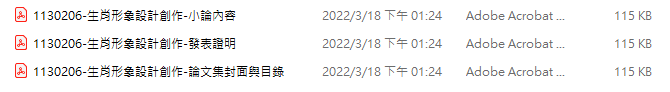 1130206-生肖形象設計創作-小論內容 2022/3/18 下午 01:24 Adobe Acrobat ... 115 KB
1130206-生肖形象設計創作-發表證明 2022/3/18 下午 01:24 Adobe Acrobat ... 115 KB
1130206-生肖形象設計創作-論文集封面與目錄 2022/3/18 下午 01:24 Adobe Acrobat ... 115 KB